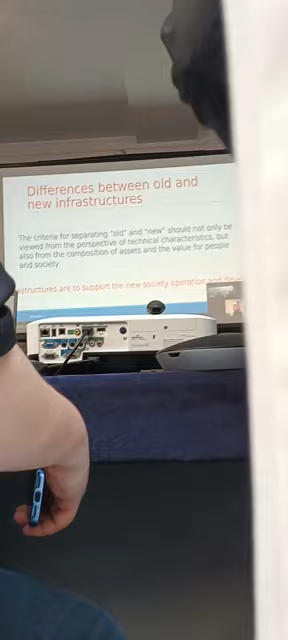 Differences between old and
new infrastructures
The criteria for separating "old" and "new" should not only be
viewed from the perspective of technical characteristics, but
also from the composition of assets and the value for people
and society
astructures are to support the new society operation and